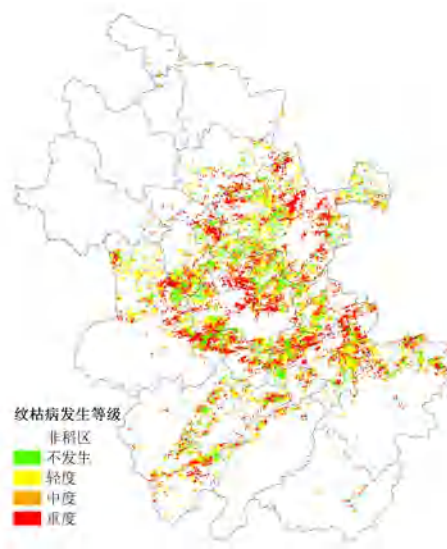 纹枯病发生等级
非稻区
不发生
轻度
中度
重度